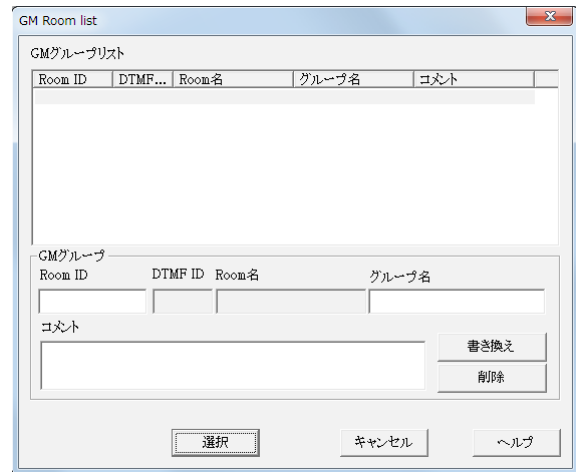 GM Room list
GMグループリスト
Room ID DTMF... Room名 グループ名 コメント
GMグループ
Room ID DTMF ID Room名 グループ名
コメント
書き換え
削除
選択 キャンセル ヘルプ